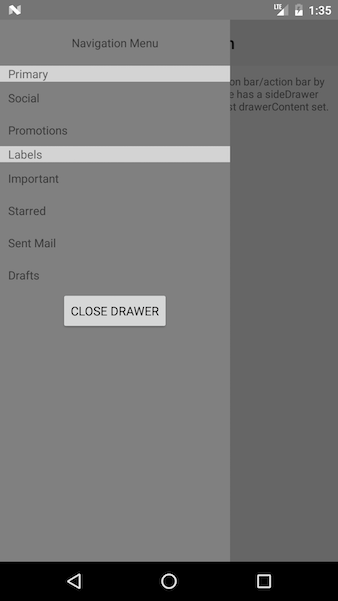 LTE 1:35
Navigation Menu
Primary
Social
on bar/action bar by
e has a sideDrawer
st drawerContent set.
Promotions
Labels
Important
Starred
Sent Mail
Drafts
CLOSE DRAWER